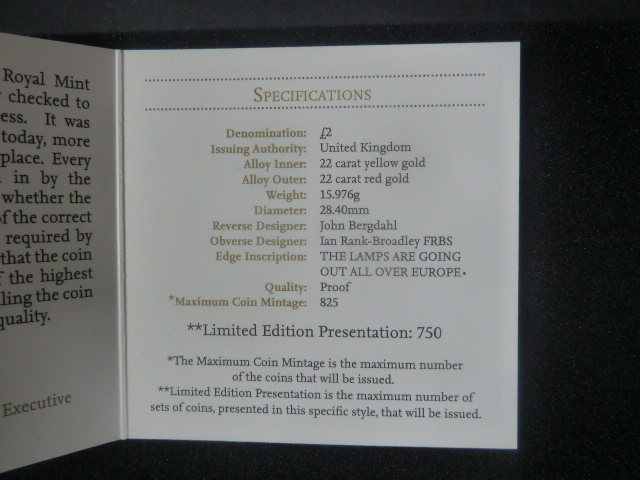 Royal Mint
checked to
ess. It was
today, more
place. Every
in by the
whether the
of the correct
required by
that the coin
f the highest
ling the coin
quality.
Executive
SPECIFICATIONS
Denomination: £2
Issuing Authority: United Kingdom
Alloy Inner: 22 carat yellow gold
Alloy Outer: 22 carat red gold
Weight: 15.976g
Diameter: 28.40mm
Reverse Designer: John Bergdahl
Obverse Designer: Ian Rank-Broadley FRBS
Edge Inscription: THE LAMPS ARE GOING
OUT ALL OVER EUROPE•
Quality: Proof
*Maximum Coin Mintage: 825
**Limited Edition Presentation: 750
*The Maximum Coin Mintage is the maximum number
of the coins that will be issued.
**Limited Edition Presentation is the maximum number of
sets of coins, presented in this specific style, that will be issued.